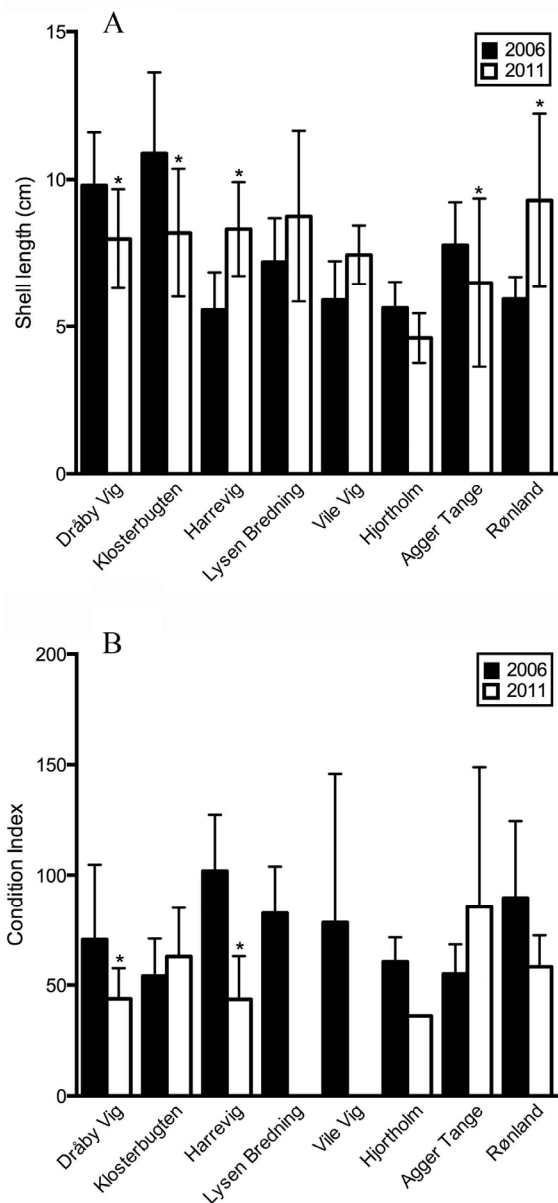 A
15
10
5
0
Shell length (cm)
2006
2011
*
*
*
*
*
Dråby Vig
Klosterbugten
Harrevig
Lysen Bredning
Vile Vig
Hjortholm
Agger Tange
Rønland
B
200
150
100
50
0
Condition Index
2006
2011
*
*
Dråby Vig
Klosterbugten
Harrevig
Lysen Bredning
Vile Vig
Hjortholm
Agger Tange
Rønland